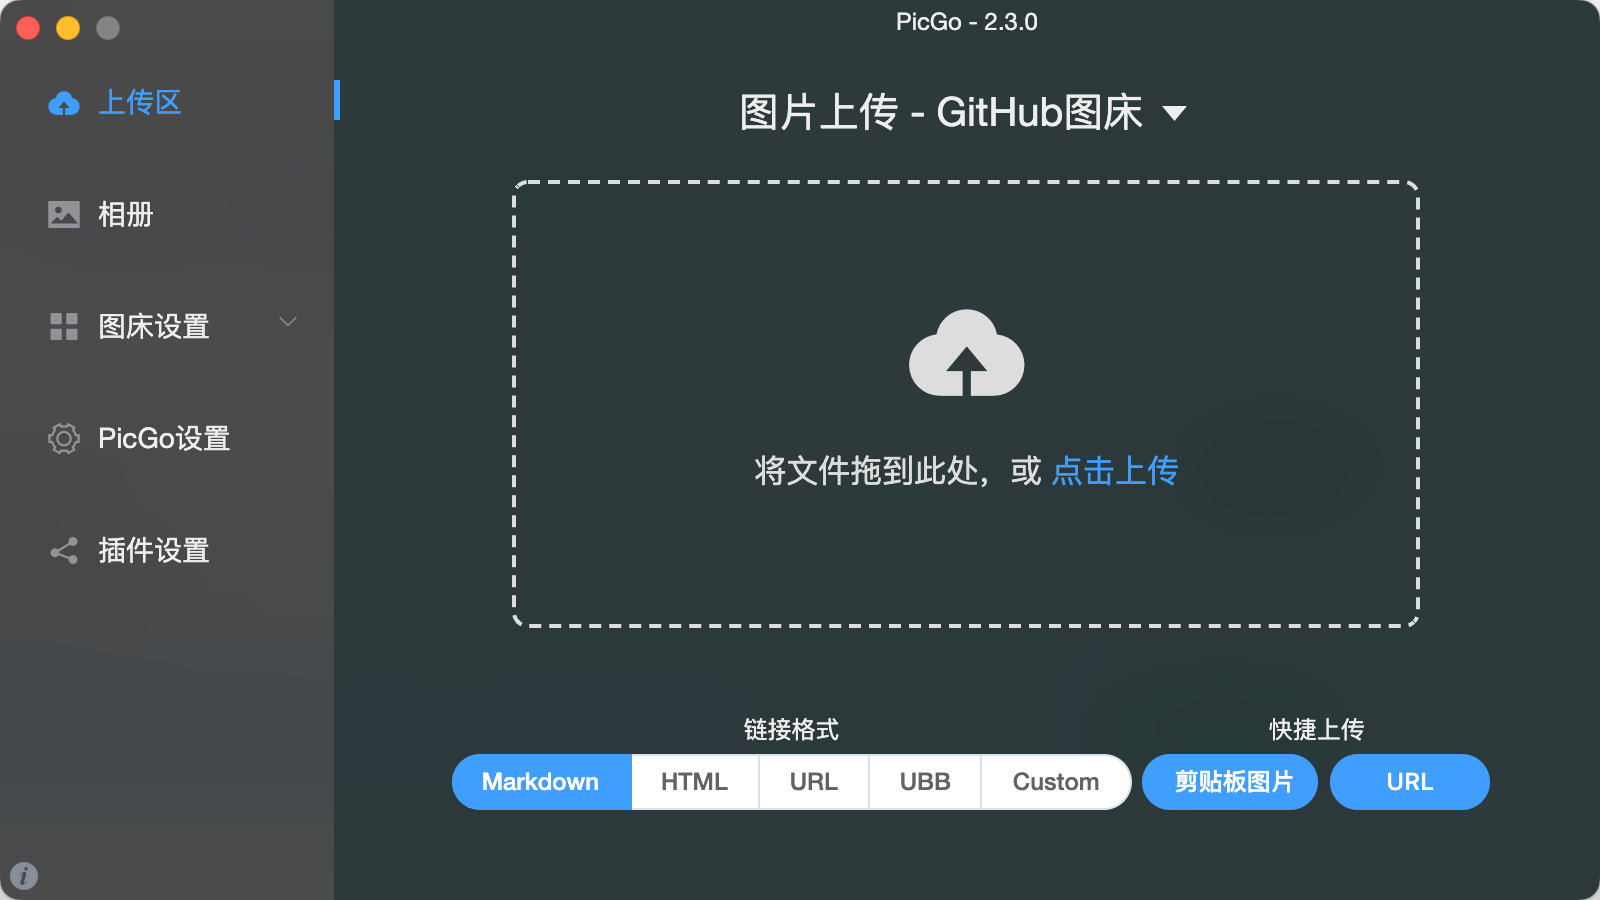 PicGo - 2.3.0
上传区
相册
图床设置
PicGo设置
插件设置
图片上传 - GitHub图床
将文件拖到此处，或 点击上传
链接格式
Markdown
HTML
URL
UBB
Custom
快捷上传
剪贴板图片
URL
i